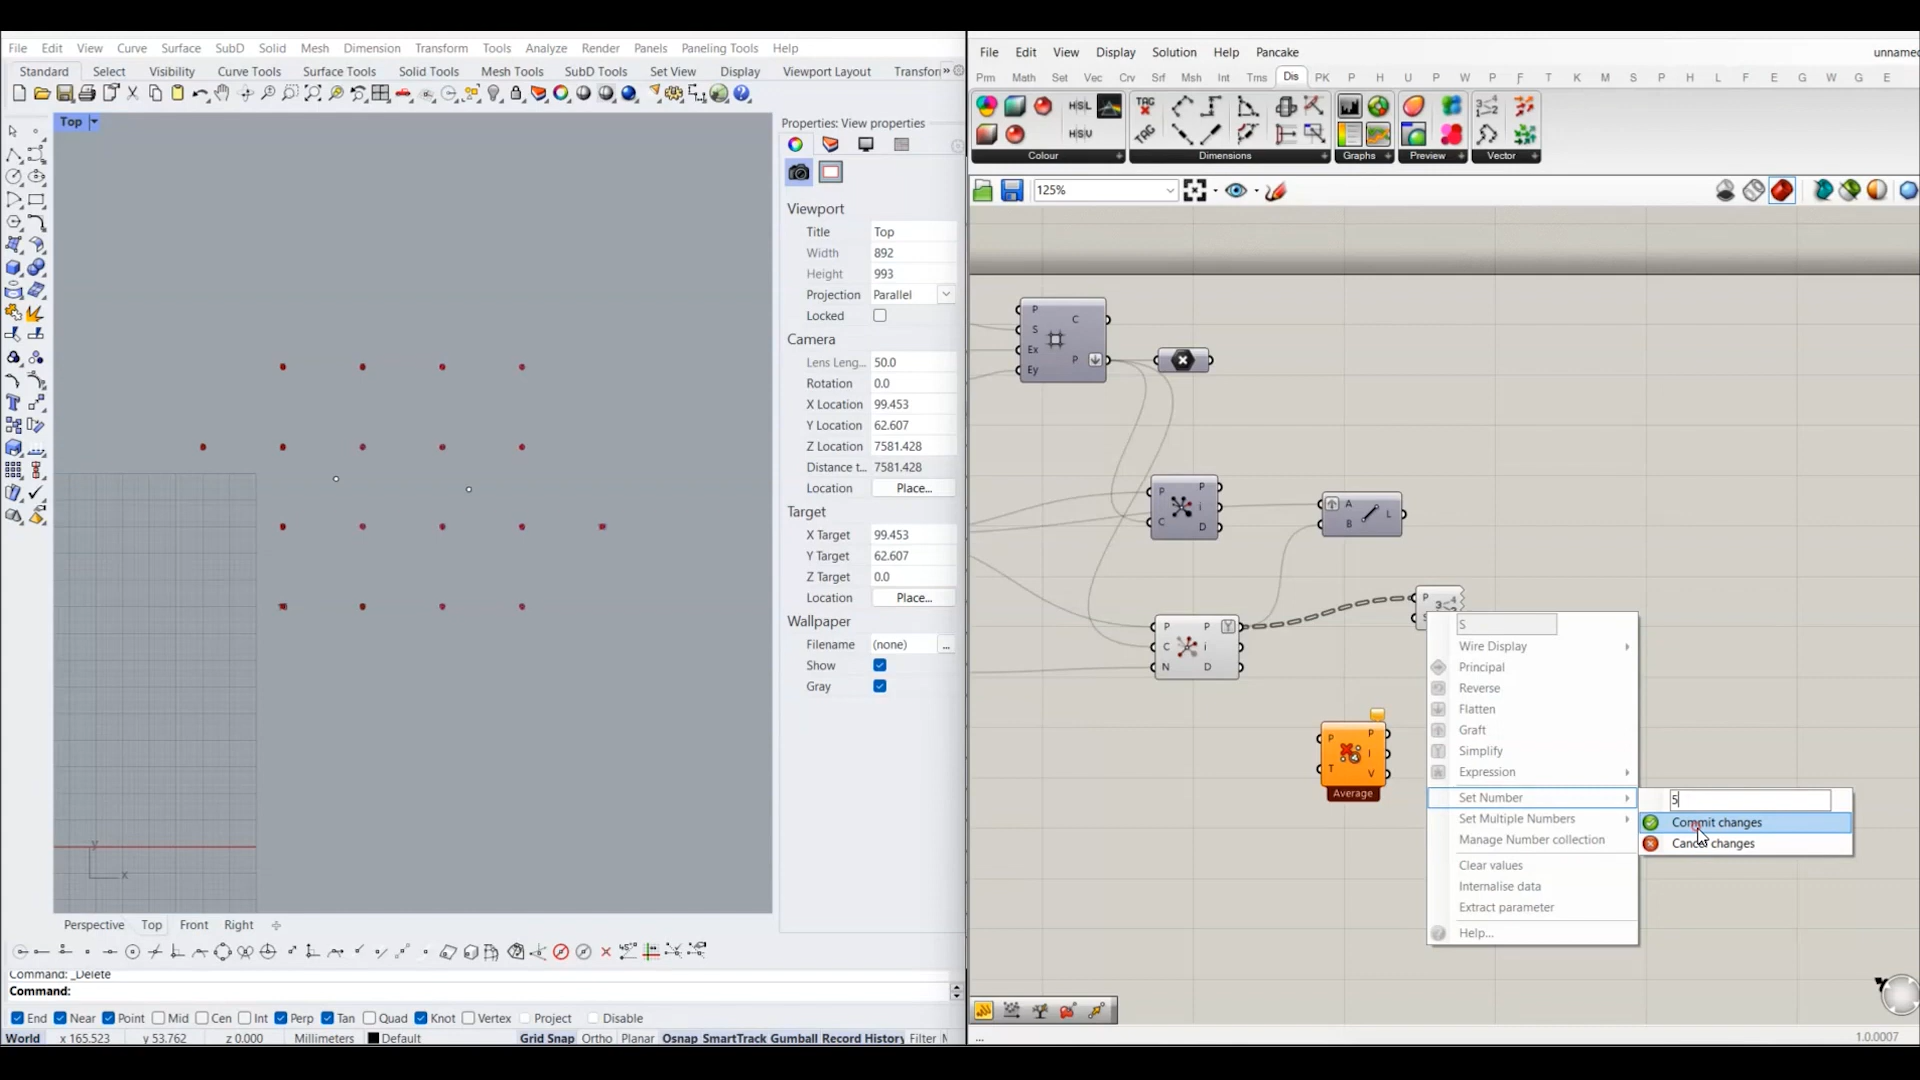 File Edit View Curve Surface SubD Solid Mesh Dimension Transform Tools Analyze Render Panels Paneling Tools Help
Standard Select Visibility Curve Tools Surface Tools Solid Tools Mesh Tools SubD Tools Set View Display Viewport Layout Transforn »
Top
Properties: View properties
Viewport
Title Top
Width 892
Height 993
Projection Parallel
Locked
Camera
Lens Leng... 50.0
Rotation 0.0
X Location 99.453
Y Location 62.607
Z Location 7581.428
Distance t... 7581.428
Location Place...
Target
X Target 99.453
Y Target 62.607
Z Target 0.0
Location Place...
Wallpaper
Filename (none) ...
Show
Gray
y
x
Perspective Top Front Right
Command: _Delete
Command:
End Near Point Mid Cen Int Perp Tan Quad Knot Vertex Project Disable
World x 165.523 y 53.762 z 0.000 Millimeters Default Grid Snap Ortho Planar Osnap SmartTrack Gumball Record History Filter
File Edit View Display Solution Help Pancake unnamed
Prm Math Set Vec Crv Srf Msh Int Tms Dis PK P H U P W P F T K M S P H P H P A E T A W G E
H|S|L TAG
TAG H|S|V
Colour Dimensions Graphs Preview Vector
125%
P C
S
Ex P
Ey
P P
i
C D
A L
B
P P
C i
N D
P
S
P P
I
T V
Average
S
Wire Display
Principal
Reverse
Flatten
Graft
Simplify
Expression
Set Number
Set Multiple Numbers
Manage Number collection
Clear values
Internalise data
Extract parameter
Help...
5
Commit changes
Cancel changes
...
1.0.0007